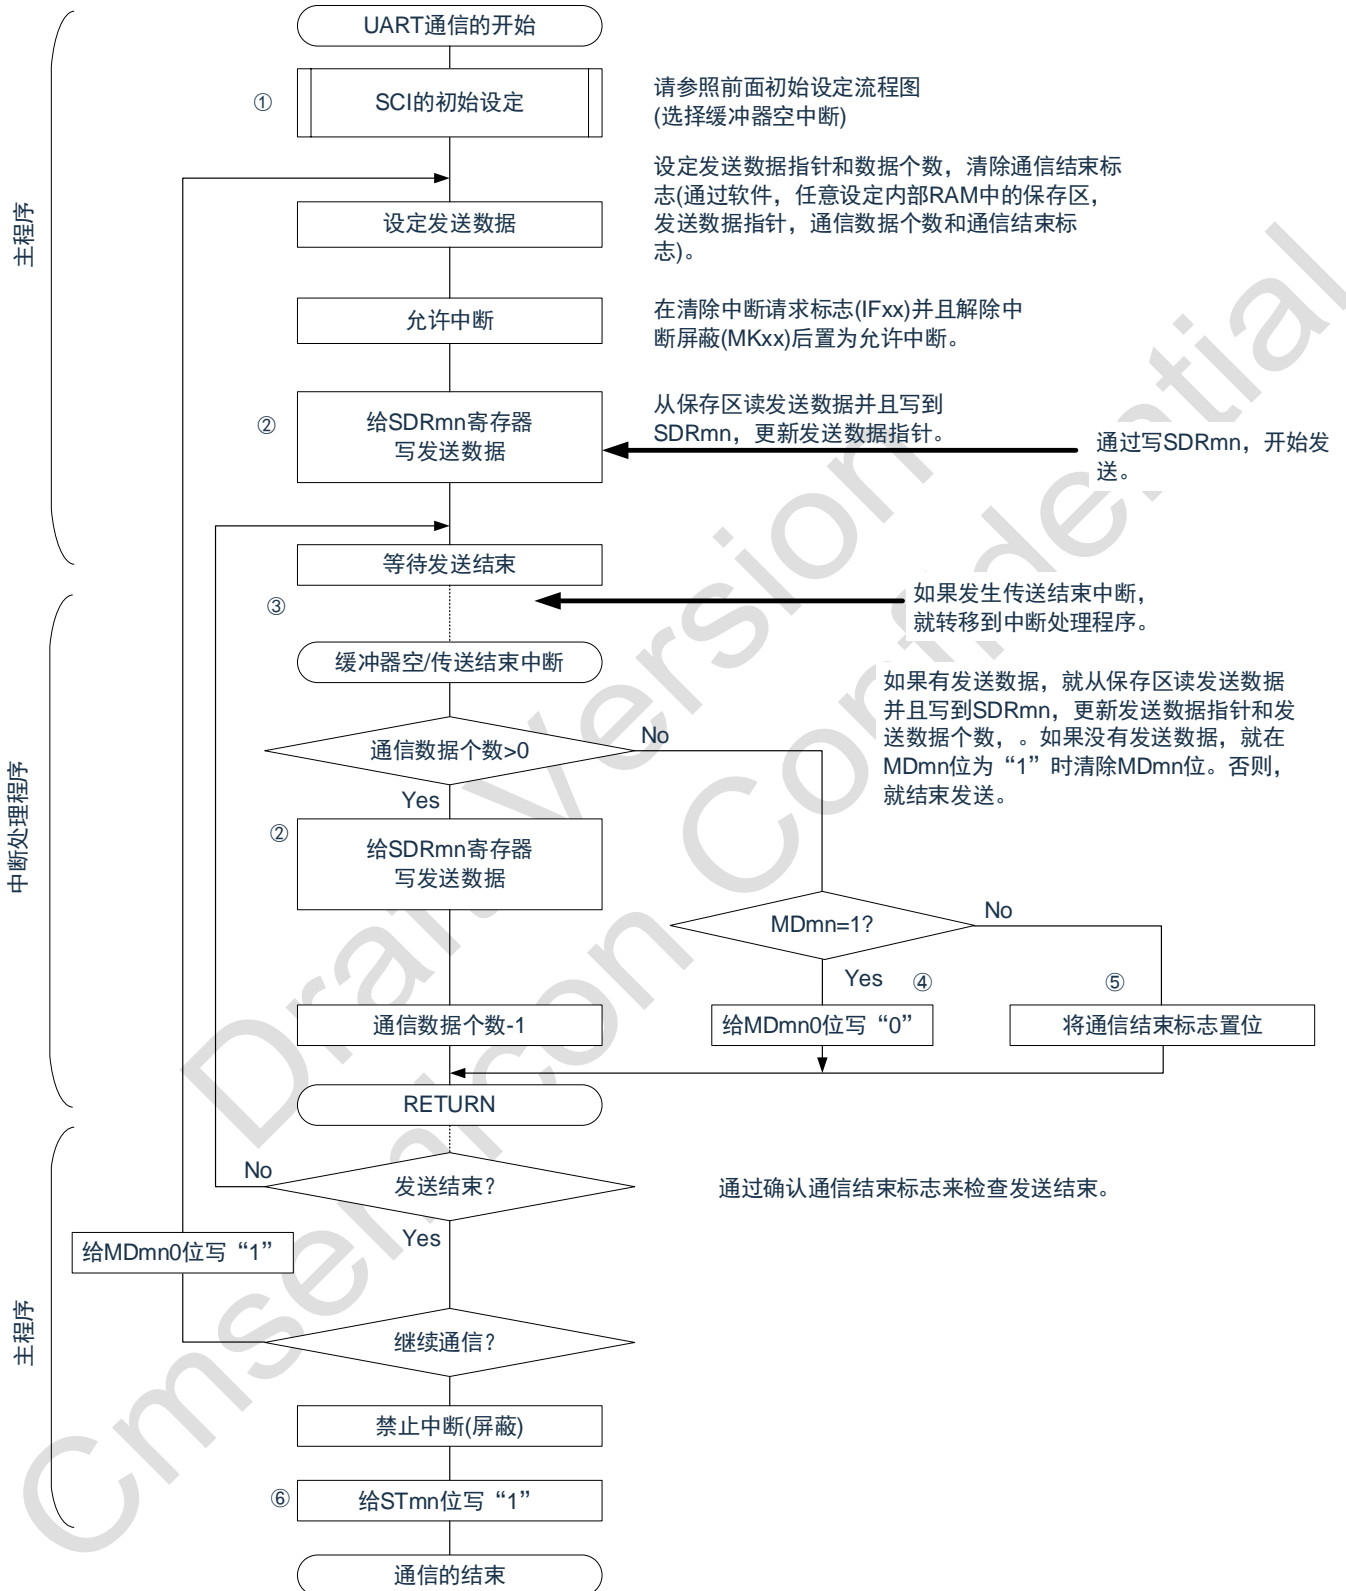 UART通信的开始
①
SCI的初始设定
请参照前面初始设定流程图
(选择缓冲器空中断)
设定发送数据
设定发送数据指针和数据个数，清除通信结束标
志(通过软件，任意设定内部RAM中的保存区，
发送数据指针，通信数据个数和通信结束标
志)。
主程序
允许中断
在清除中断请求标志(IFxx)并且解除中
断屏蔽(MKxx)后置为允许中断。
②
给SDRmn寄存器
写发送数据
从保存区读发送数据并且写到
SDRmn，更新发送数据指针。
通过写SDRmn，开始发
送。
等待发送结束
③
如果发生传送结束中断，
就转移到中断处理程序。
缓冲器空/传送结束中断
如果有发送数据，就从保存区读发送数据
并且写到SDRmn，更新发送数据指针和发
送数据个数，。如果没有发送数据，就在
MDmn位为“1”时清除MDmn位。否则，
就结束发送。
通信数据个数>0
No
Yes
中断处理程序
②
给SDRmn寄存器
写发送数据
MDmn=1?
No
Yes
④
⑤
通信数据个数-1
给MDmn0位写“0”
将通信结束标志置位
RETURN
No
发送结束？
通过确认通信结束标志来检查发送结束。
Yes
给MDmn0位写“1”
主程序
继续通信？
禁止中断(屏蔽)
⑥
给STmn位写“1”
通信的结束
Draft Version
Cmsemicon Confidential